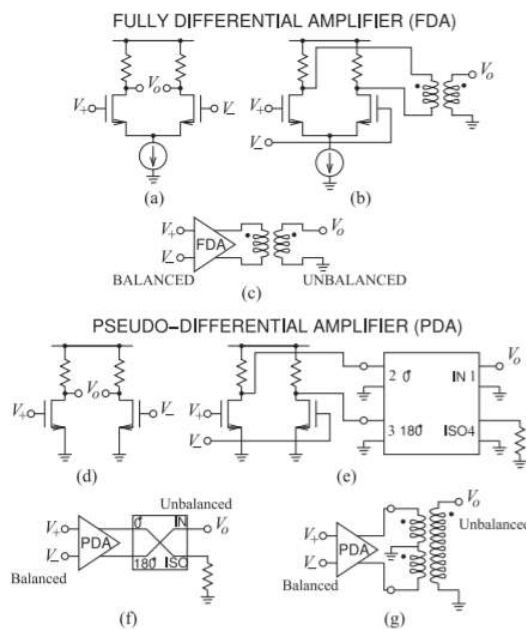 FULLY DIFFERENTIAL AMPLIFIER (FDA)
V+ Vo V-
(a)
V+ V- Vo
(b)
V+ V- FDA Vo
BALANCED UNBALANCED
(c)
PSEUDO-DIFFERENTIAL AMPLIFIER (PDA)
V+ Vo V-
(d)
V+ V- 2 0° IN 1 Vo
3 180° ISO4
(e)
Unbalanced
V+ V- PDA 0° IN Vo
180° ISO
Balanced
(f)
V+ V- PDA Vo
Unbalanced
Balanced
(g)